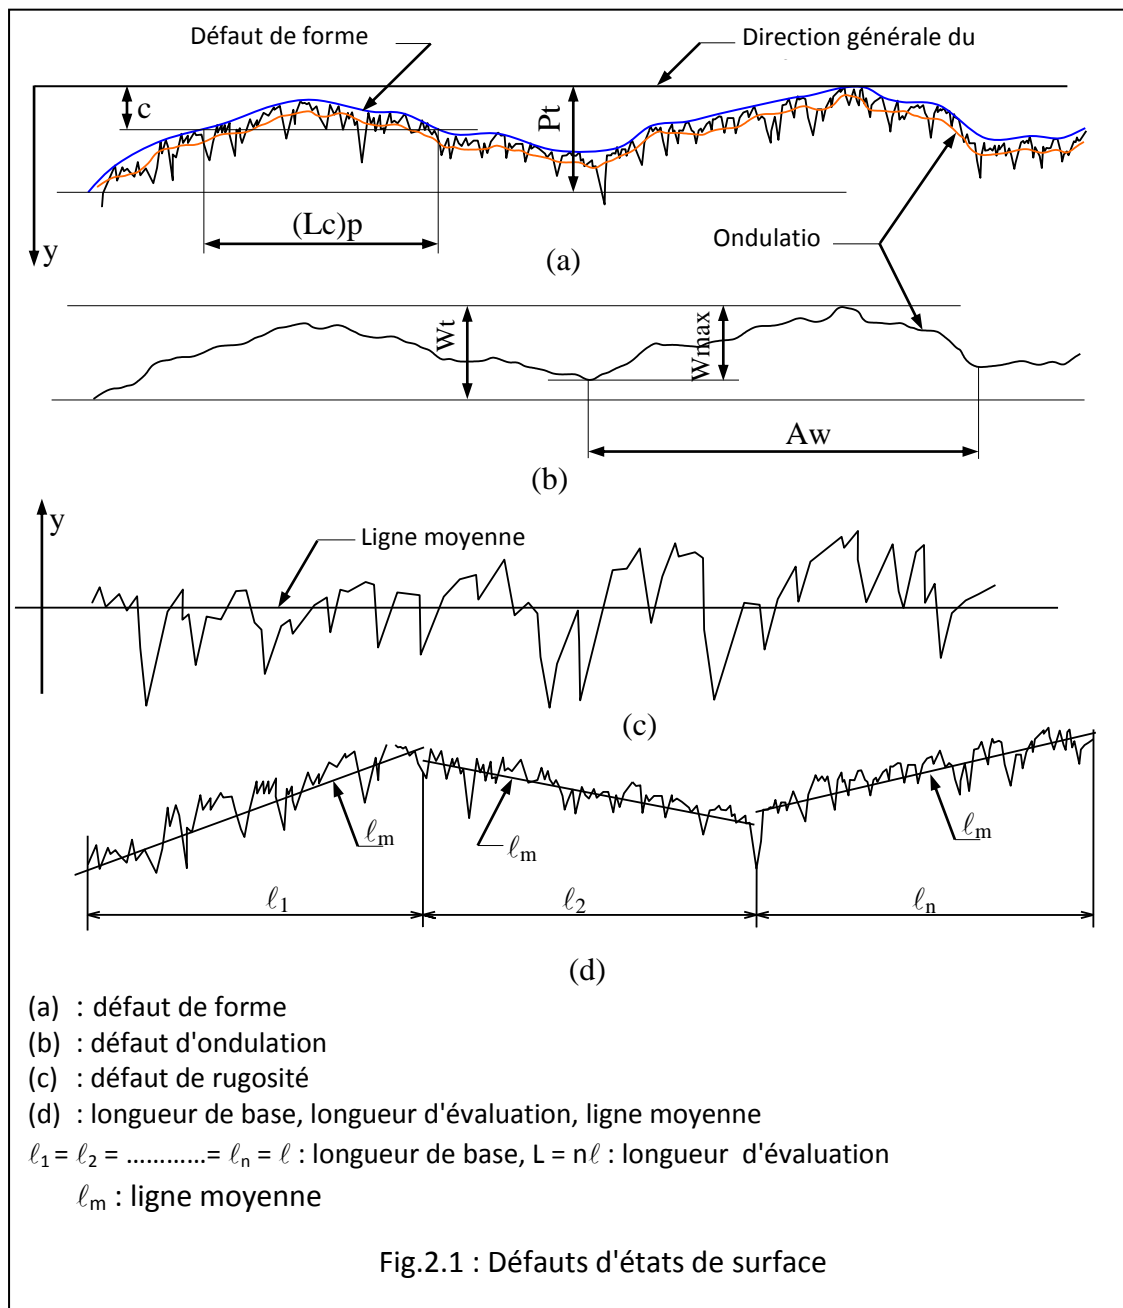 Défaut de forme
Direction générale du
c
Pt
(Lc)p
y
Ondulatio
(a)
Wt
Wmax
Aw
(b)
y
Ligne moyenne
(c)
ℓm
ℓm
ℓm
ℓ1
ℓ2
ℓn
(d)
(a) : défaut de forme
(b) : défaut d'ondulation
(c) : défaut de rugosité
(d) : longueur de base, longueur d'évaluation, ligne moyenne
ℓ1 = ℓ2 = ............= ℓn = ℓ : longueur de base, L = nℓ : longueur d'évaluation
ℓm : ligne moyenne
Fig.2.1 : Défauts d'états de surface